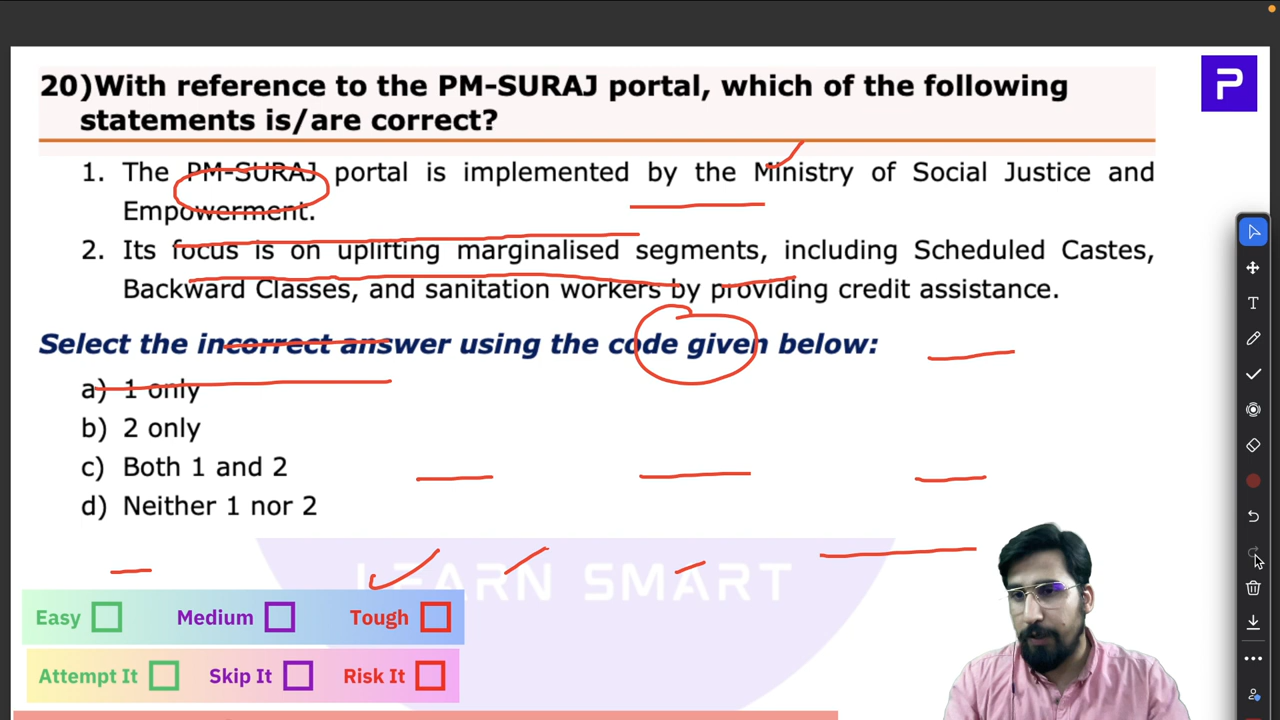 20)With reference to the PM-SURAJ portal, which of the following
statements is/are correct?
1. The PM-SURAJ portal is implemented by the Ministry of Social Justice and
Empowerment.
2. Its focus is on uplifting marginalised segments, including Scheduled Castes,
Backward Classes, and sanitation workers by providing credit assistance.
Select the incorrect answer using the code given below:
a) 1 only
b) 2 only
c) Both 1 and 2
d) Neither 1 nor 2
LEARN SMART
Easy Medium Tough
Attempt It Skip It Risk It
P
T